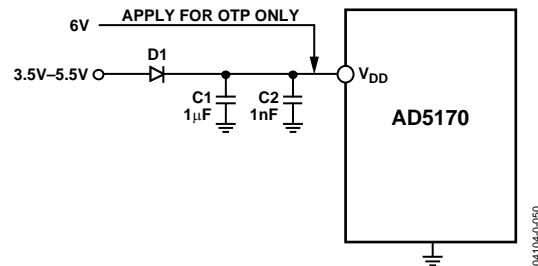 APPLY FOR OTP ONLY
6V
D1
3.5V–5.5V
VDD
C1
1μF
C2
1nF
AD5170
04104-0-050